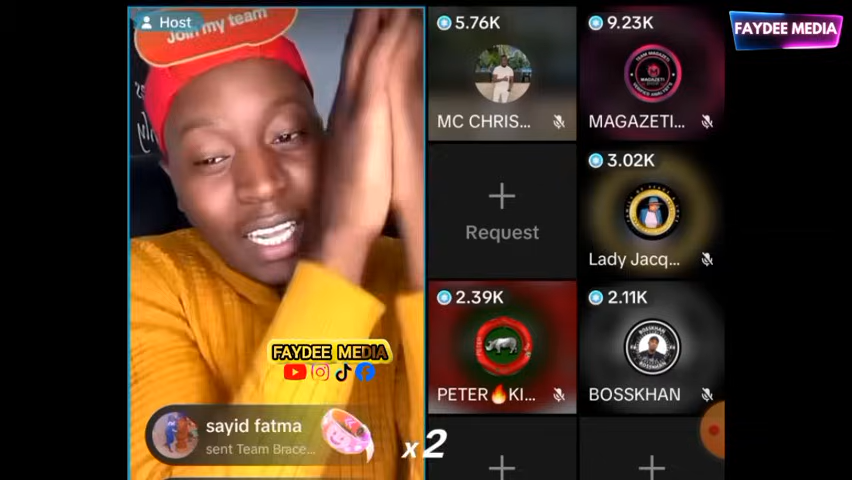 Host
Join my team
5.76K
MC CHRIS...
9.23K
MAGAZETI...
FAYDEE MEDIA
Request
3.02K
Lady Jacq...
2.39K
PETER🔥KI...
2.11K
BOSSKHAN
FAYDEE MEDIA
sayid fatma
sent Team Brace...
x2